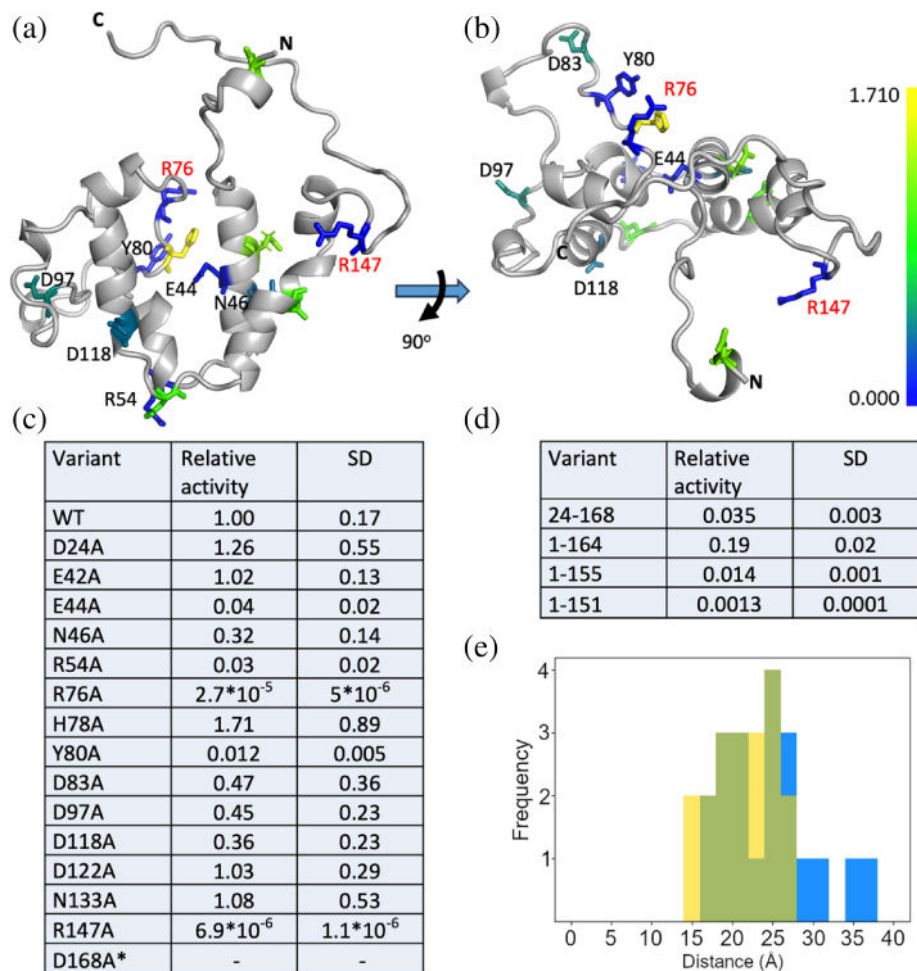 (a)
C
N
R76
Y80
D97
E44
N46
R147
D118
R54
90°
(b)
D83
Y80
R76
E44
D97
C
D118
R147
N
1.710
0.000
(c)
Variant Relative activity SD
WT 1.00 0.17
D24A 1.26 0.55
E42A 1.02 0.13
E44A 0.04 0.02
N46A 0.32 0.14
R54A 0.03 0.02
R76A 2.7*10⁻⁵ 5*10⁻⁶
H78A 1.71 0.89
Y80A 0.012 0.005
D83A 0.47 0.36
D97A 0.45 0.23
D118A 0.36 0.23
D122A 1.03 0.29
N133A 1.08 0.53
R147A 6.9*10⁻⁶ 1.1*10⁻⁶
D168A* - -
(d)
Variant Relative activity SD
24-168 0.035 0.003
1-164 0.19 0.02
1-155 0.014 0.001
1-151 0.0013 0.0001
(e)
Frequency
4
3
2
1
0 5 10 15 20 25 30 35 40
Distance (Å)